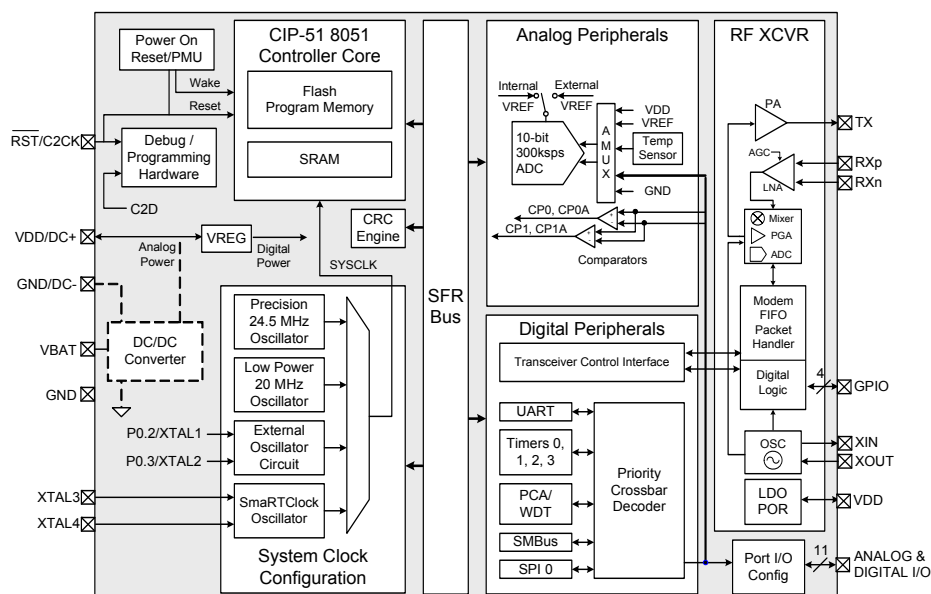 Power On
Reset/PMU
Wake
Reset
RST/C2CK
Debug /
Programming
Hardware
C2D
CIP-51 8051
Controller Core
Flash
Program Memory
SRAM
VDD/DC+
Analog
Power
VREG
Digital
Power
CRC
Engine
SYSCLK
GND/DC-
VBAT
DC/DC
Converter
GND
Precision
24.5 MHz
Oscillator
Low Power
20 MHz
Oscillator
P0.2/XTAL1
P0.3/XTAL2
External
Oscillator
Circuit
XTAL3
XTAL4
SmaRTClock
Oscillator
System Clock
Configuration
SFR
Bus
Analog Peripherals
Internal
VREF
External
VREF
10-bit
300ksps
ADC
A
M
U
X
VDD
VREF
Temp
Sensor
GND
CP0, CP0A
CP1, CP1A
+
-
+
-
Comparators
Digital Peripherals
Transceiver Control Interface
UART
Timers 0,
1, 2, 3
PCA/
WDT
SMBus
SPI 0
Priority
Crossbar
Decoder
RF XCVR
PA
TX
AGC
LNA
RXp
RXn
Mixer
PGA
ADC
Modem
FIFO
Packet
Handler
Digital
Logic
4
GPIO
OSC
XIN
XOUT
LDO
POR
VDD
Port I/O
Config
11
ANALOG &
DIGITAL I/O